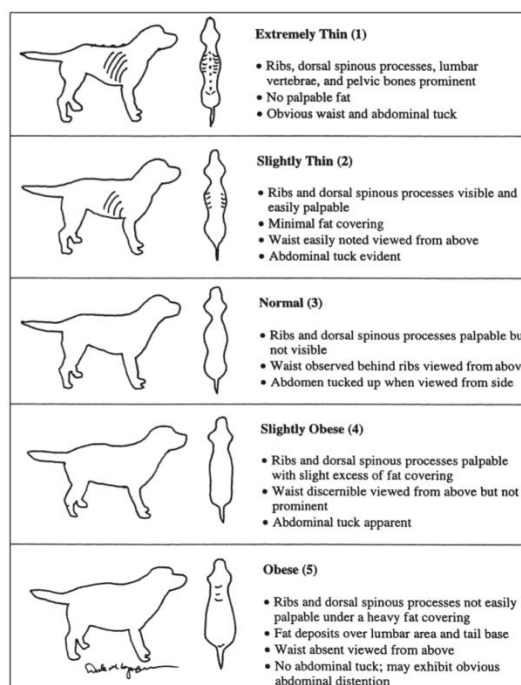 Extremely Thin (1)
• Ribs, dorsal spinous processes, lumbar
vertebrae, and pelvic bones prominent
• No palpable fat
• Obvious waist and abdominal tuck
Slightly Thin (2)
• Ribs and dorsal spinous processes visible and
easily palpable
• Minimal fat covering
• Waist easily noted viewed from above
• Abdominal tuck evident
Normal (3)
• Ribs and dorsal spinous processes palpable bu
not visible
• Waist observed behind ribs viewed from abov
• Abdomen tucked up when viewed from side
Slightly Obese (4)
• Ribs and dorsal spinous processes palpable
with slight excess of fat covering
• Waist discernible viewed from above but not
prominent
• Abdominal tuck apparent
Obese (5)
• Ribs and dorsal spinous processes not easily
palpable under a heavy fat covering
• Fat deposits over lumbar area and tail base
• Waist absent viewed from above
• No abdominal tuck; may exhibit obvious
abdominal distention